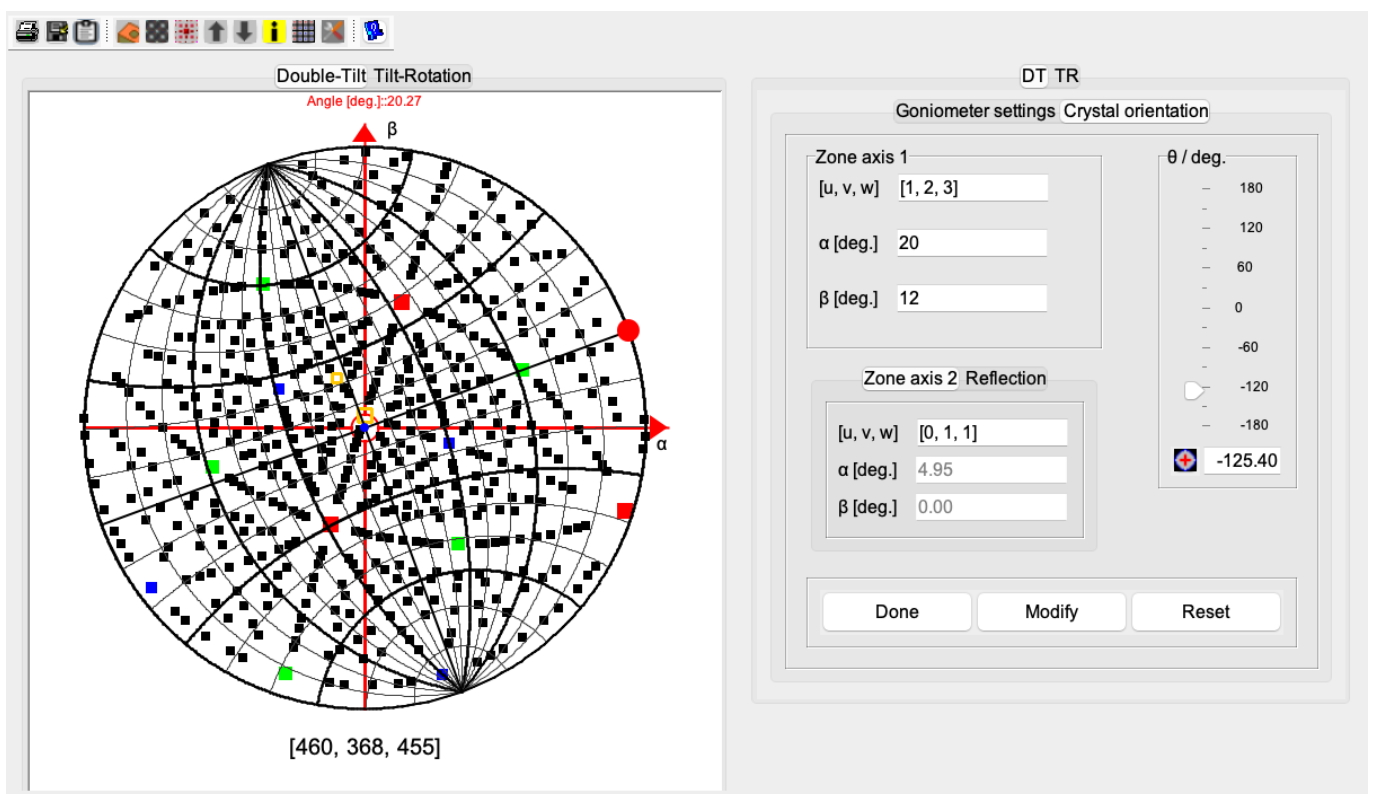 Double-Tilt Tilt-Rotation
Angle [deg.]::20.27
β
α
[460, 368, 455]
DT TR
Goniometer settings Crystal orientation
Zone axis 1
[u, v, w] [1, 2, 3]
α [deg.] 20
β [deg.] 12
θ / deg.
180
120
60
0
-60
-120
-180
-125.40
Zone axis 2 Reflection
[u, v, w] [0, 1, 1]
α [deg.] 4.95
β [deg.] 0.00
Done Modify Reset